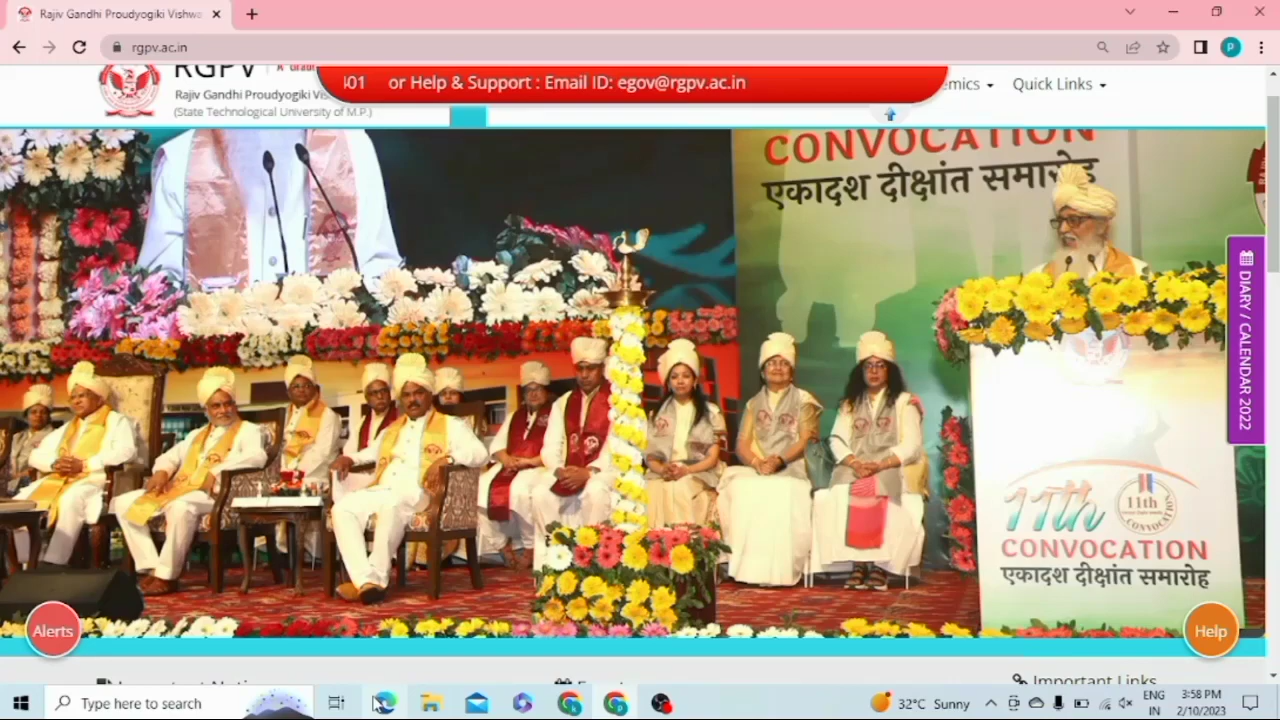 Rajiv Gandhi Proudyogiki Vishwa
rgpv.ac.in
P
RGPV
Rajiv Gandhi Proudyogiki
(State Technological University of M.P.)
401 or Help & Support : Email ID: egov@rgpv.ac.in
Quick Links
CONVOCATION
एकादश दीक्षांत समारोह
DIARY / CALENDAR 2022
11th
11th
CONVOCATION
CONVOCATION
एकादश दीक्षांत समारोह
Alerts
Help
Important Links
Type here to search
32°C Sunny
ENG
IN
3:58 PM
2/10/2023